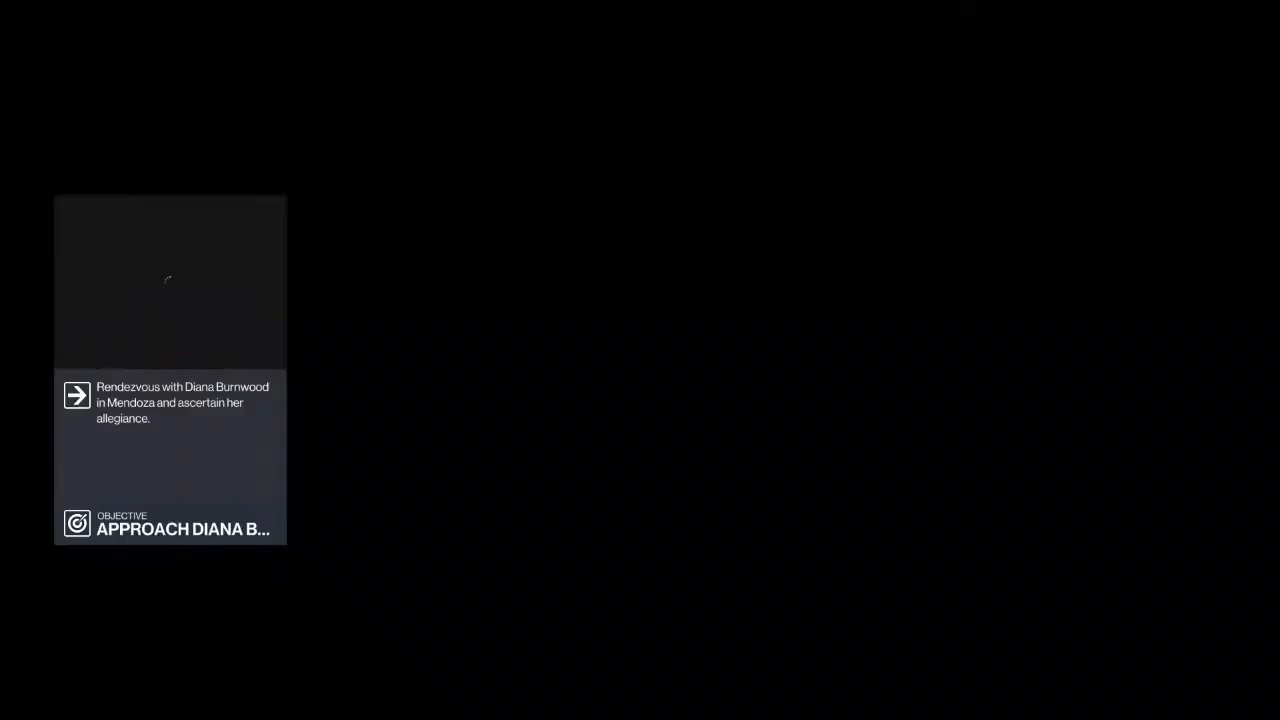 Rendezvous with Diana Burnwood
in Mendoza and ascertain her
allegiance.
OBJECTIVE
APPROACH DIANA B...